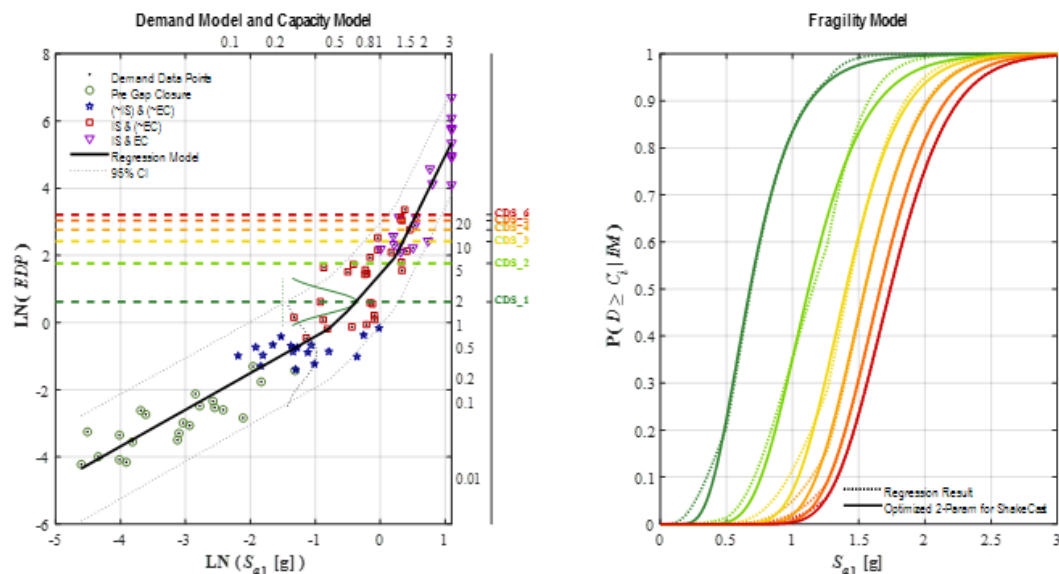 Demand Model and Capacity Model
0.1 0.2 0.5 0.81 1.5 2 3
8
6
4
2
0
-2
-4
-6
LN(EDP)
Demand Data Points
Pre Gap Closure
(~IS) & (~EC)
IS & (~EC)
IS & EC
Regression Model
95% CI
20
10
5
2
1
0.5
0.2
0.1
0.01
CDS_6
CDS_4
CDS_3
CDS_2
CDS_1
-5 -4 -3 -2 -1 0 1
LN (Sa1 [g])
Fragility Model
1
0.9
0.8
0.7
0.6
0.5
0.4
0.3
0.2
0.1
0
P(D ≥ Ci | IM)
Regression Result
Optimized 2-Param for ShakeCast
0 0.5 1 1.5 2 2.5 3
Sa1 [g]